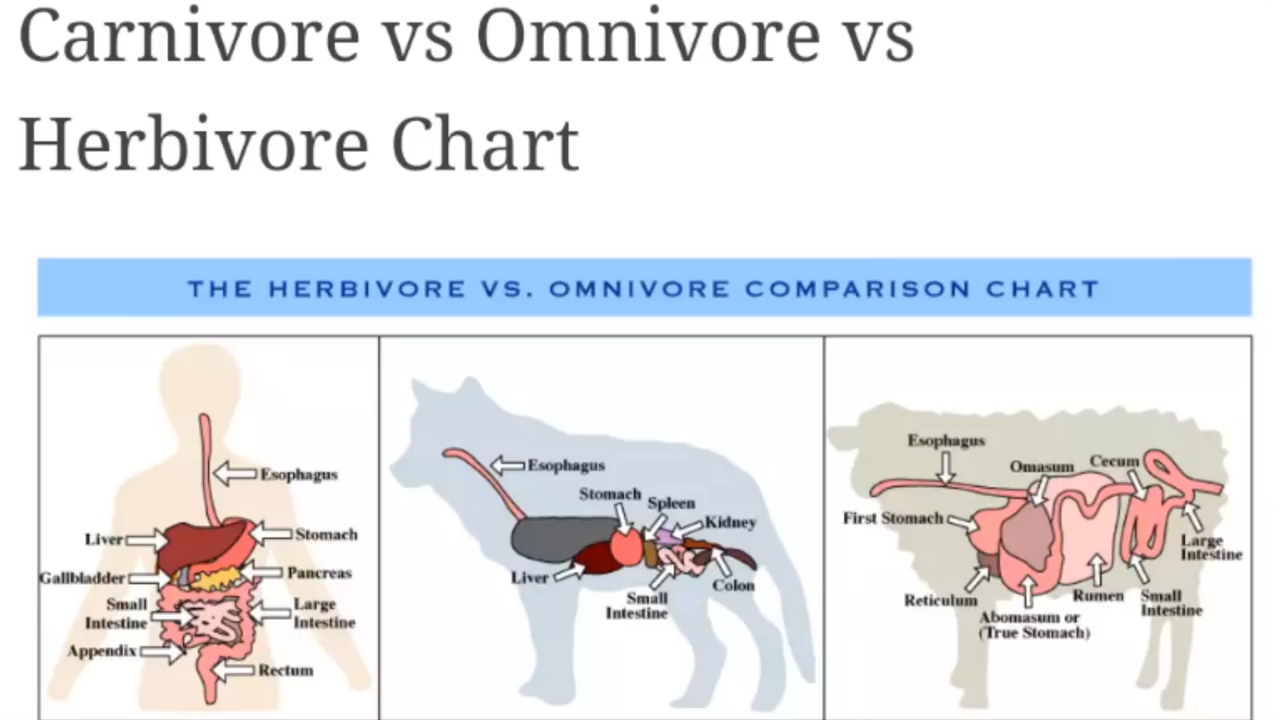 Carnivore vs Omnivore vs
Herbivore Chart
THE HERBIVORE VS. OMNIVORE COMPARISON CHART
Esophagus
Liver
Stomach
Gallbladder
Pancreas
Small
Intestine
Large
Intestine
Appendix
Rectum
Esophagus
Stomach
Spleen
Kidney
Liver
Small
Intestine
Colon
Esophagus
Omasum
Cecum
First Stomach
Large
Intestine
Reticulum
Abomasum or
(True Stomach)
Rumen
Small
Intestine